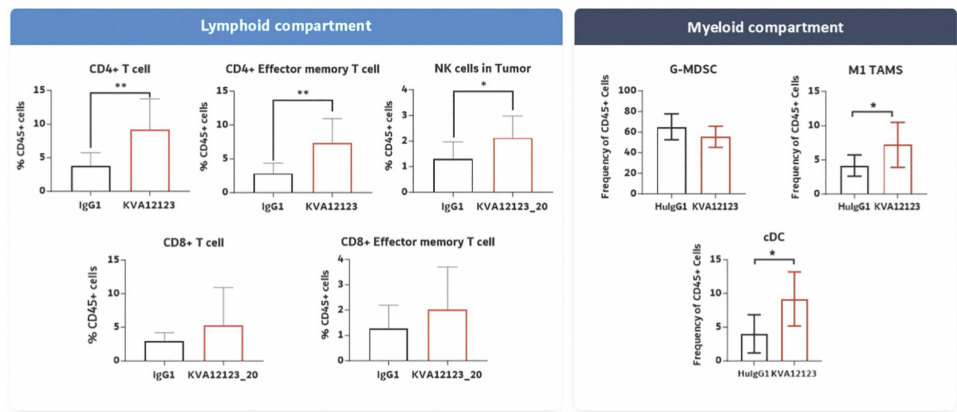 Lymphoid compartment
Myeloid compartment
CD4+ T cell
% CD45+ cells
15
10
5
0
**
IgG1 KVA12123
CD4+ Effector memory T cell
% CD45+ cells
15
10
5
0
**
IgG1 KVA12123
NK cells in Tumor
% CD45+ cells
4
3
2
1
0
*
IgG1 KVA12123_20
G-MDSC
Frequency of CD45+ Cells
100
80
60
40
20
0
HuIgG1 KVA12123
M1 TAMS
Frequency of CD45+ Cells
15
10
5
0
*
HuIgG1 KVA12123
CD8+ T cell
% CD45+ cells
15
10
5
0
IgG1 KVA12123_20
CD8+ Effector memory T cell
% CD45+ cells
4
3
2
1
0
IgG1 KVA12123_20
cDC
Frequency of CD45+ Cells
15
10
5
0
*
HuIgG1 KVA12123